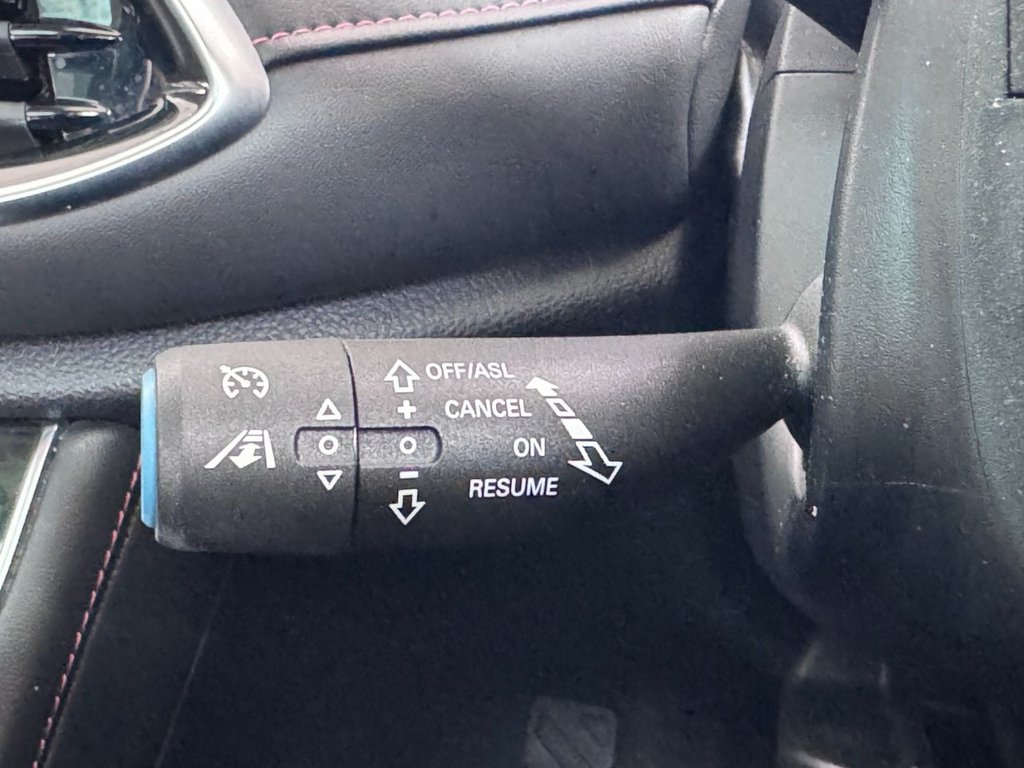 OFF/ASL
+ CANCEL
ON
- RESUME